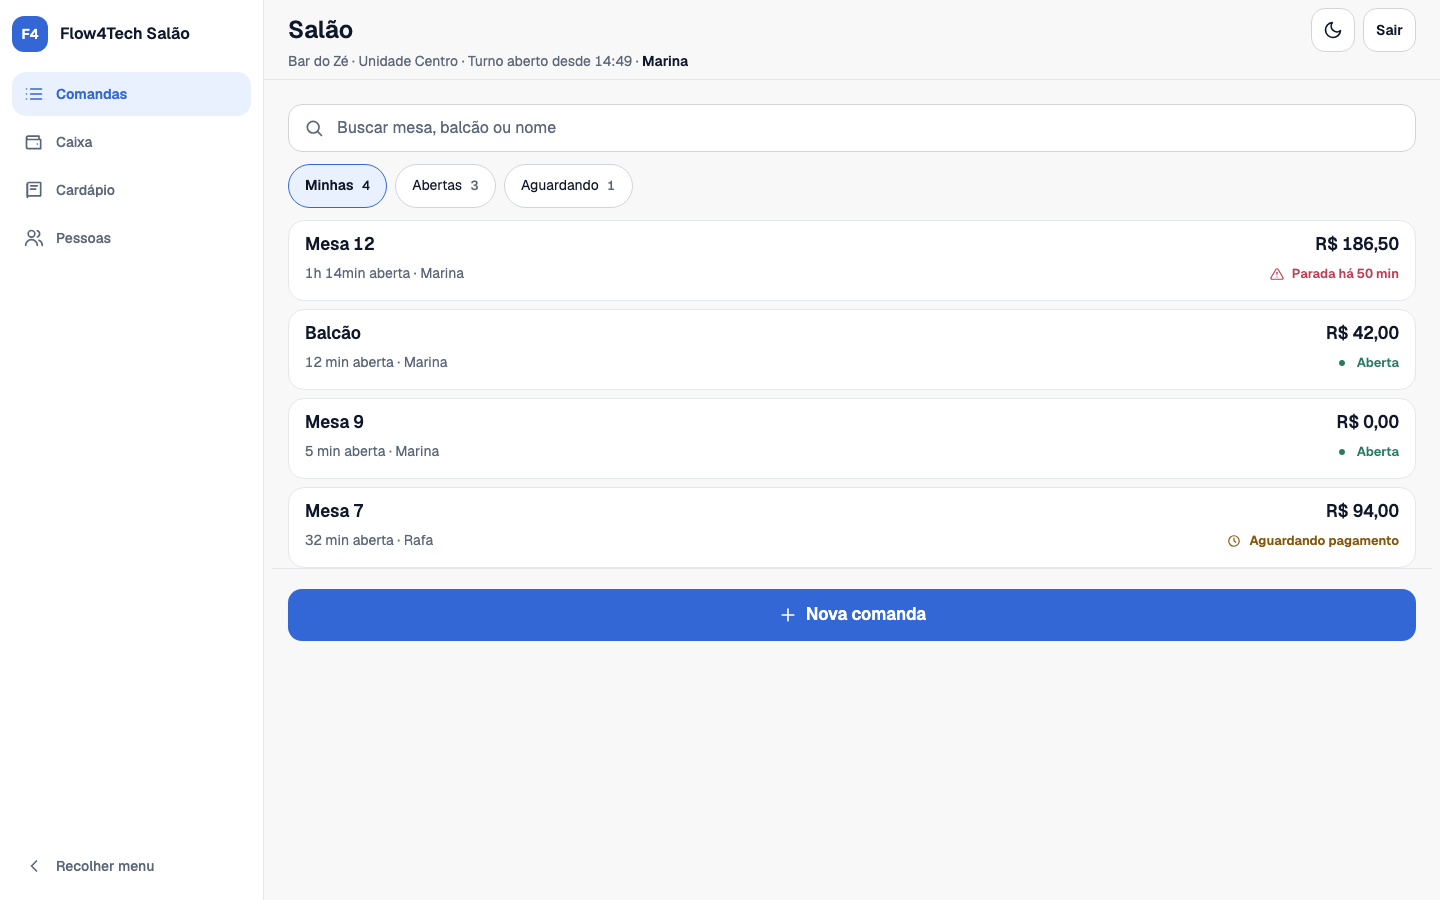 F4 Flow4Tech Salão
Comandas
Caixa
Cardápio
Pessoas
Recolher menu
Salão
Bar do Zé · Unidade Centro · Turno aberto desde 14:49 · Marina
Sair
Buscar mesa, balcão ou nome
Minhas 4 Abertas 3 Aguardando 1
Mesa 12 R$ 186,50
1h 14min aberta · Marina Parada há 50 min
Balcão R$ 42,00
12 min aberta · Marina Aberta
Mesa 9 R$ 0,00
5 min aberta · Marina Aberta
Mesa 7 R$ 94,00
32 min aberta · Rafa Aguardando pagamento
Nova comanda